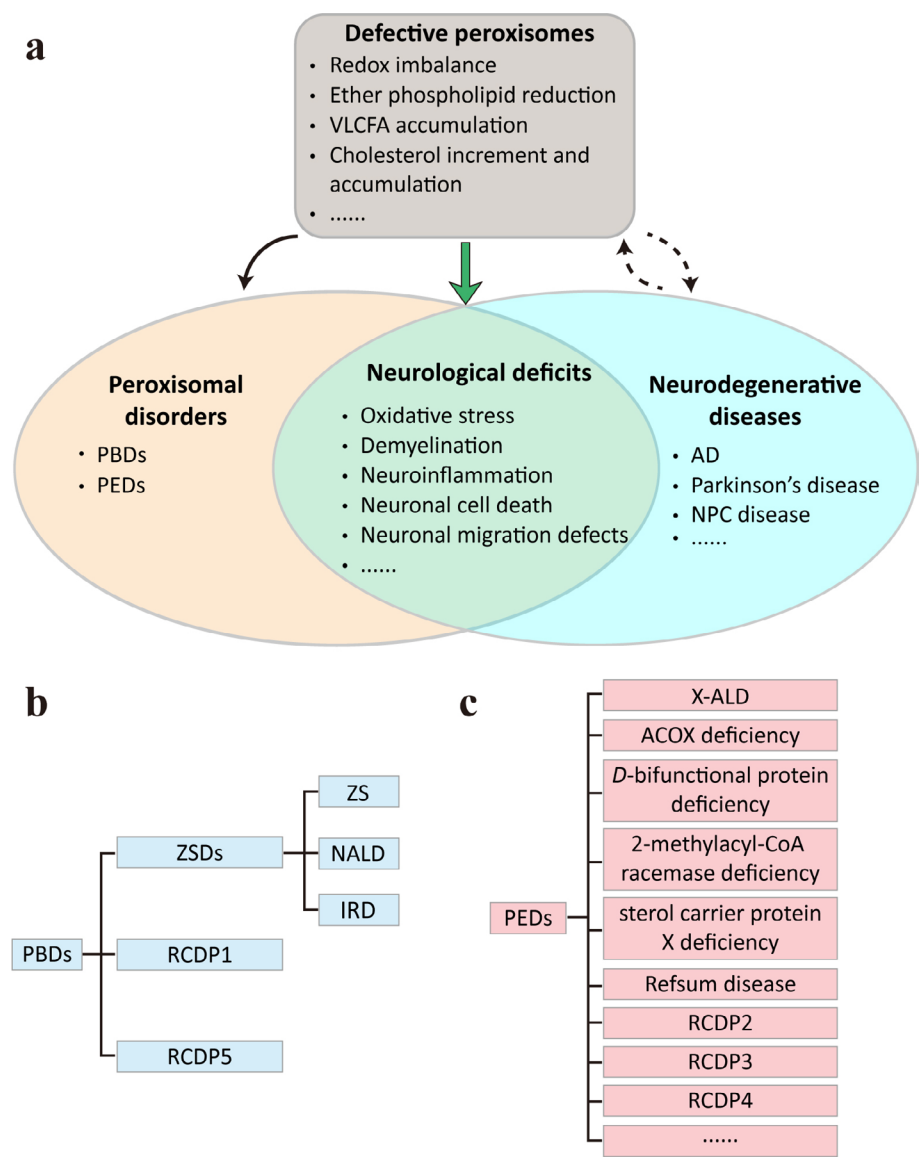 a
Defective peroxisomes
• Redox imbalance
• Ether phospholipid reduction
• VLCFA accumulation
• Cholesterol increment and
accumulation
• ......
Peroxisomal
disorders
• PBDs
• PEDs
Neurological deficits
• Oxidative stress
• Demyelination
• Neuroinflammation
• Neuronal cell death
• Neuronal migration defects
• ......
Neurodegenerative
diseases
• AD
• Parkinson’s disease
• NPC disease
• ......
b
PBDs
ZSDs
RCDP1
RCDP5
ZS
NALD
IRD
c
PEDs
X-ALD
ACOX deficiency
D-bifunctional protein
deficiency
2-methylacyl-CoA
racemase deficiency
sterol carrier protein
X deficiency
Refsum disease
RCDP2
RCDP3
RCDP4
......